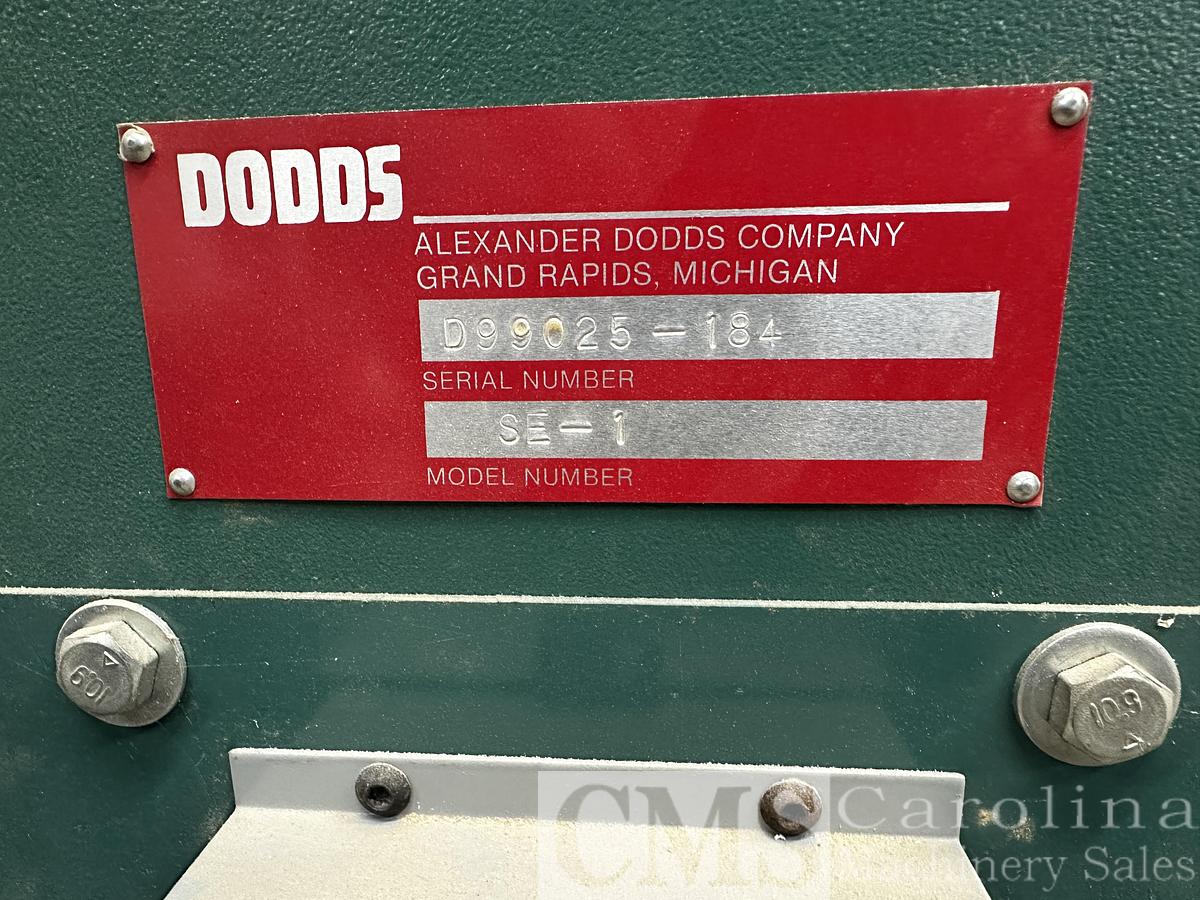 DODDS
ALEXANDER DODDS COMPANY
GRAND RAPIDS, MICHIGAN
D99025-184
SERIAL NUMBER
SE-1
MODEL NUMBER
10.9
10.9
CMS Carolina
Machinery Sales